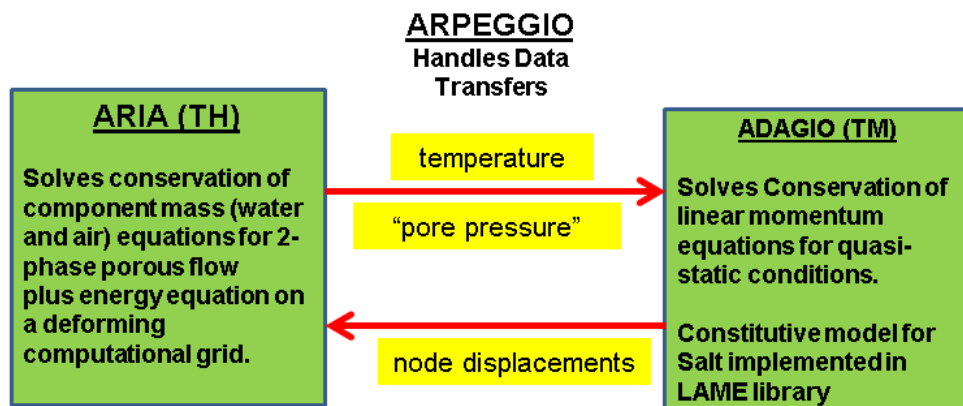 ARPEGGIO
Handles Data
Transfers
ARIA (TH)
Solves conservation of
component mass (water
and air) equations for 2-
phase porous flow
plus energy equation on
a deforming
computational grid.
temperature
“pore pressure”
node displacements
ADAGIO (TM)
Solves Conservation of
linear momentum
equations for quasi-
static conditions.
Constitutive model for
Salt implemented in
LAME library